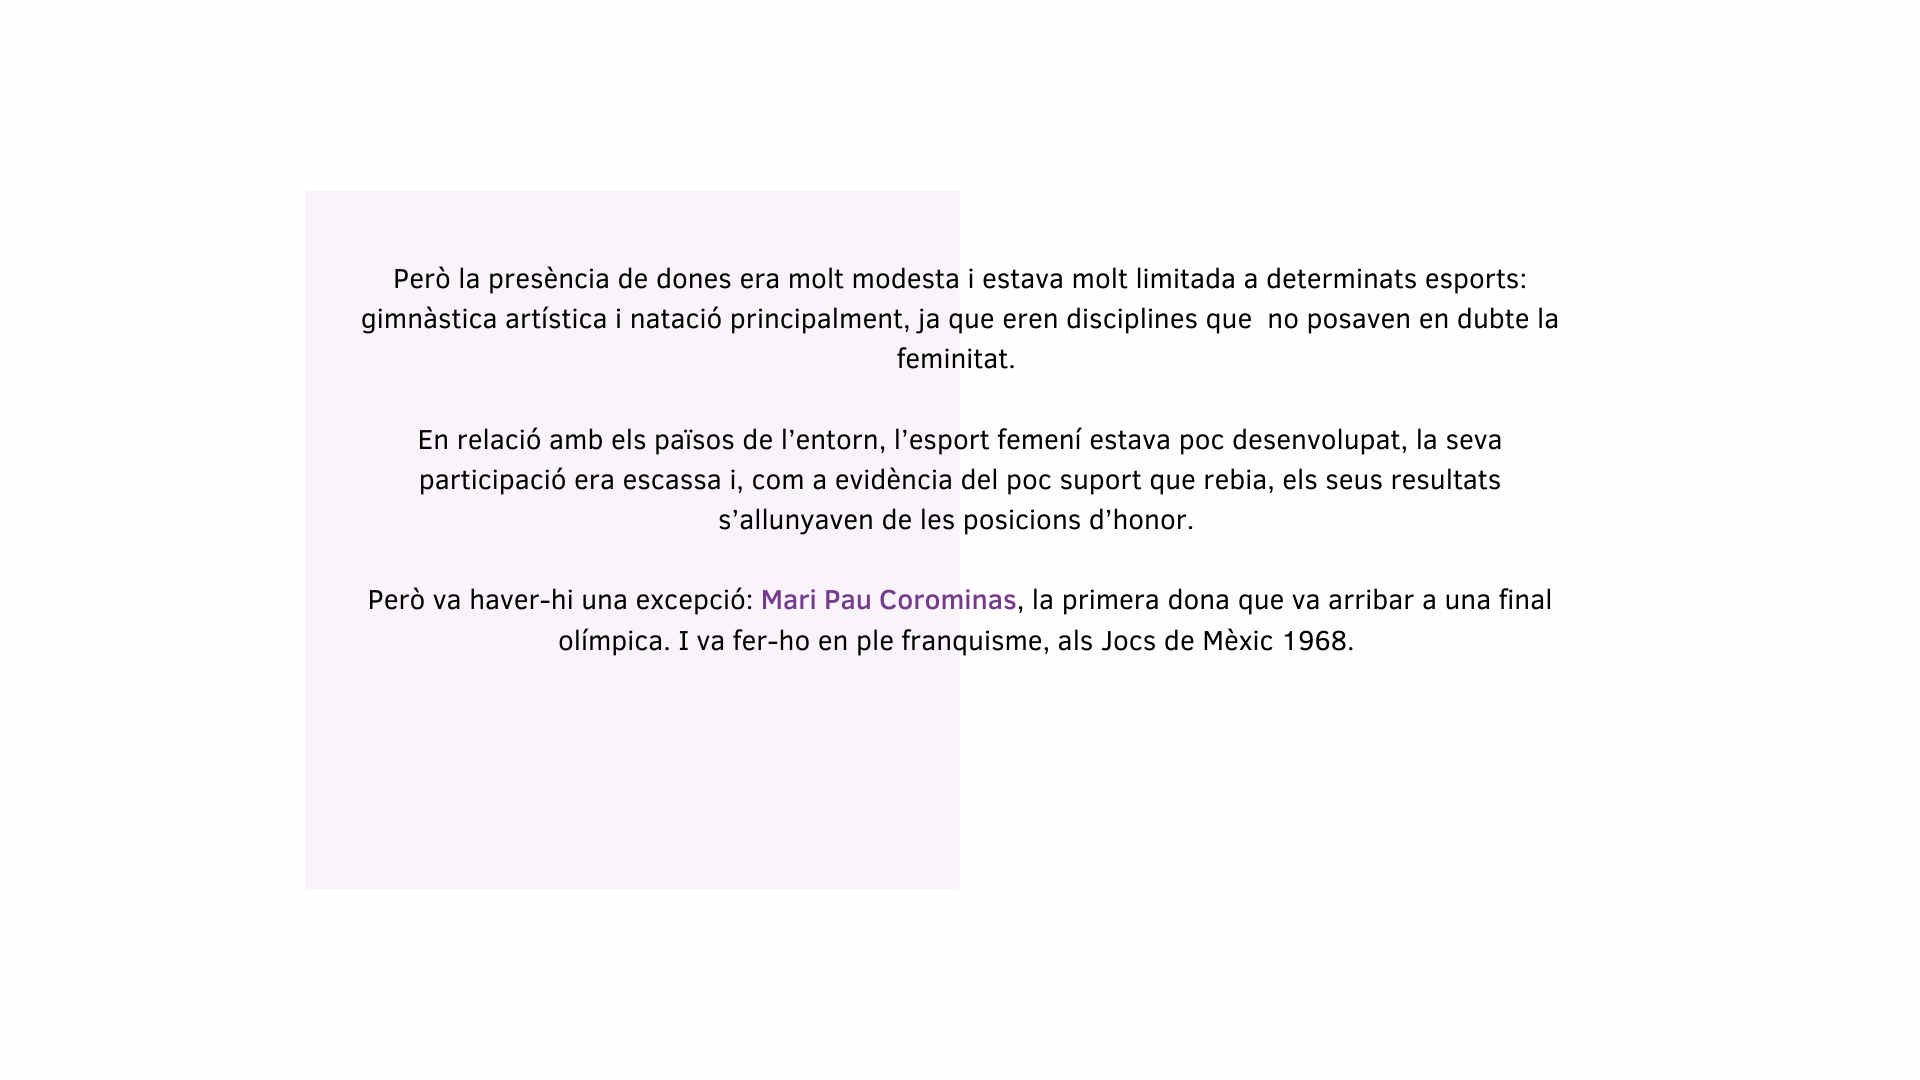 Però la presència de dones era molt modesta i estava molt limitada a determinats esports:
gimnàstica artística i natació principalment, ja que eren disciplines que  no posaven en dubte la
feminitat.
En relació amb els països de l’entorn, l’esport femení estava poc desenvolupat, la seva
participació era escassa i, com a evidència del poc suport que rebia, els seus resultats
s’allunyaven de les posicions d’honor.
Però va haver-hi una excepció: Mari Pau Corominas, la primera dona que va arribar a una final
olímpica. I va fer-ho en ple franquisme, als Jocs de Mèxic 1968.